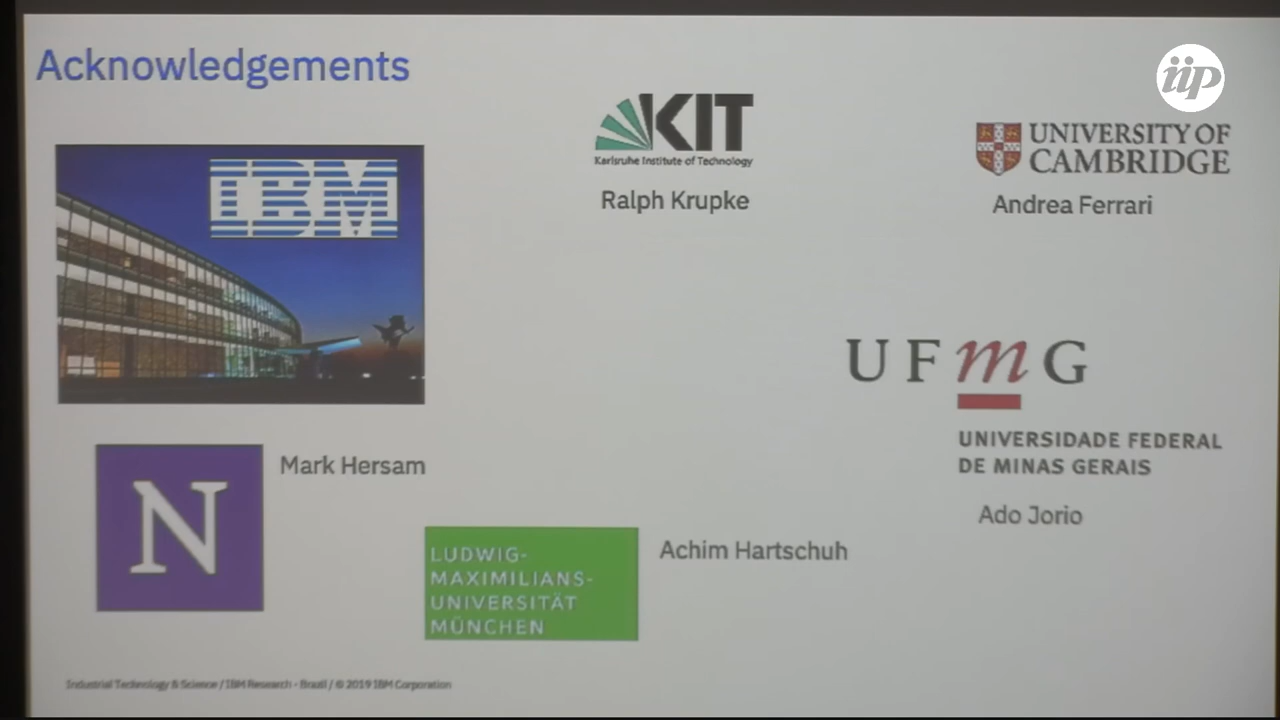 Acknowledgements
iip
IBM
KIT
Karlsruhe Institute of Technology
Ralph Krupke
UNIVERSITY OF
CAMBRIDGE
Andrea Ferrari
UFmG
UNIVERSIDADE FEDERAL
DE MINAS GERAIS
Ado Jorio
N
Mark Hersam
LUDWIG-
MAXIMILIANS-
UNIVERSITÄT
MÜNCHEN
Achim Hartschuh
Industrial Technology & Science / IBM Research - Brazil / © 2019 IBM Corporation